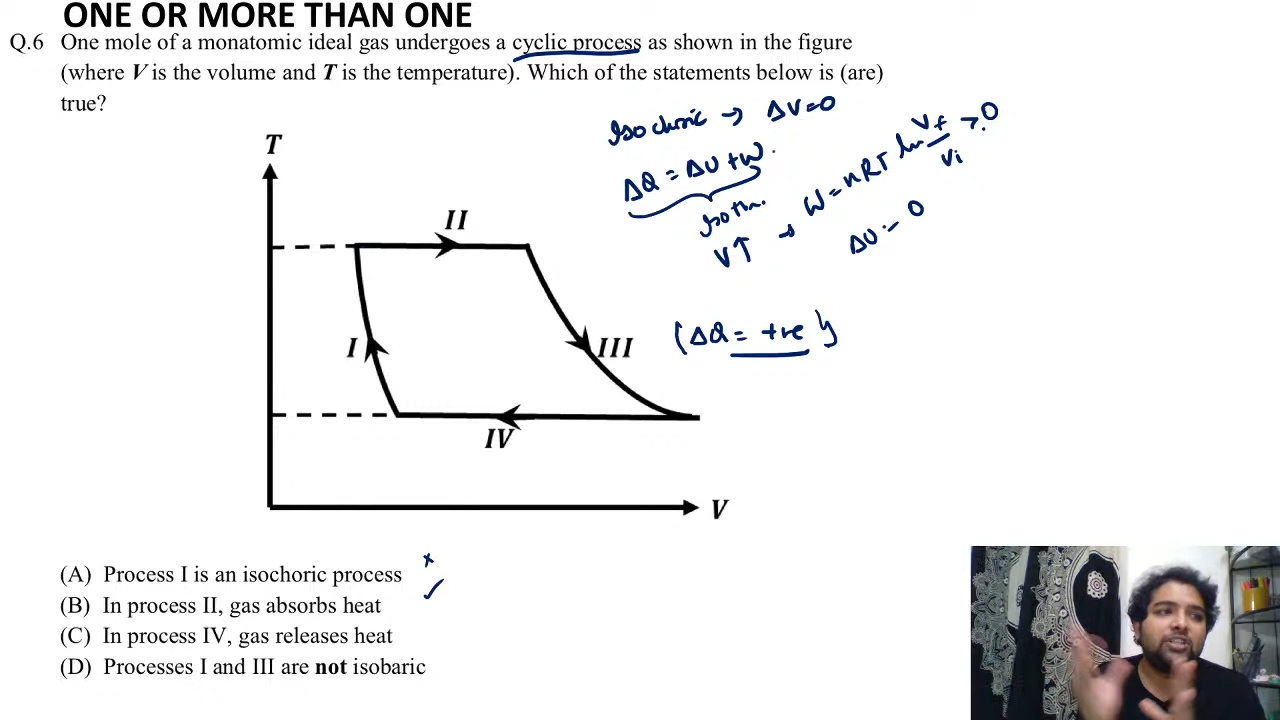 ONE OR MORE THAN ONE
Q.6 One mole of a monatomic ideal gas undergoes a cyclic process as shown in the figure
(where V is the volume and T is the temperature). Which of the statements below is (are)
true?
Isochoric → ΔV=0
ΔQ = ΔU + W
Isoth.
V↑ → W = nRT ln Vf/Vi > 0
ΔU = 0
(ΔQ = +ve)
T
II
I
III
IV
V
(A) Process I is an isochoric process ×
(B) In process II, gas absorbs heat ✓
(C) In process IV, gas releases heat
(D) Processes I and III are not isobaric